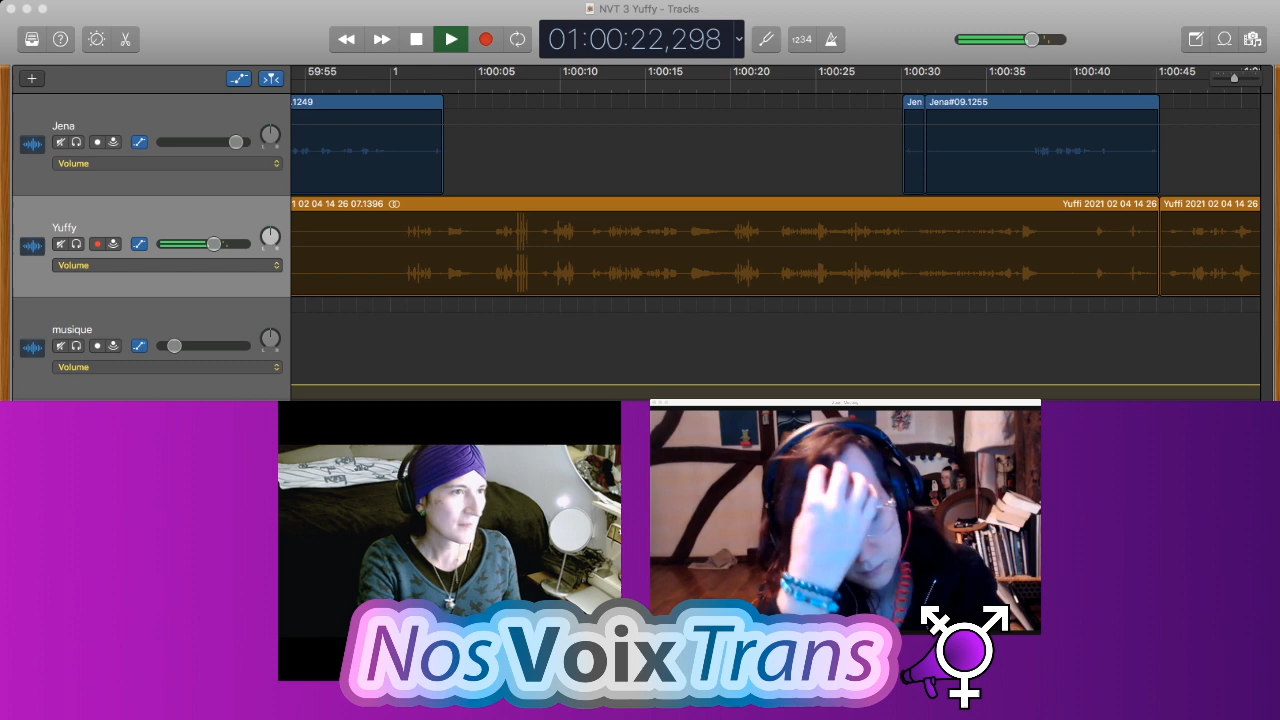 NVT 3 Yuffy - Tracks
01:00:22,298
1234
59:55 1 1:00:05 1:00:10 1:00:15 1:00:20 1:00:25 1:00:30 1:00:35 1:00:40 1:00:45
.1249 Jen Jena#09.1255
Jena
Volume
1 02 04 14 26 07.1396 Yuffi 2021 02 04 14 26 Yuffi 2021 02 04 14 26
Yuffy
Volume
musique
Volume
Nos Voix Trans